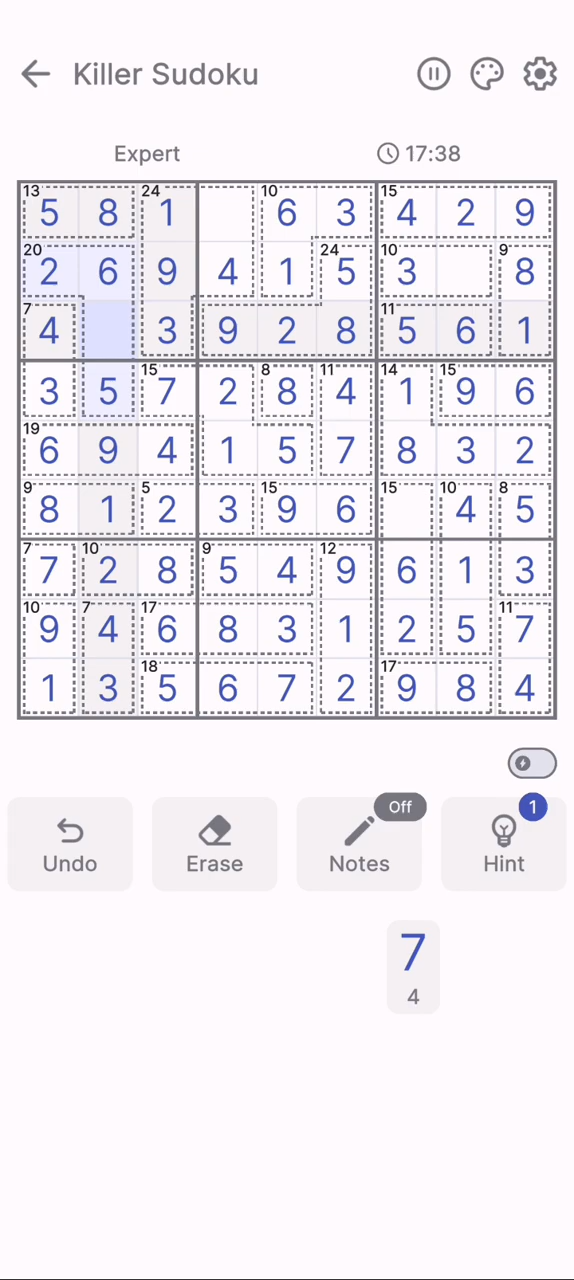 Killer Sudoku
Expert 17:38
13 24 10 15
5 8 1 6 3 4 2 9
20 24 10 9
2 6 9 4 1 5 3 8
7 11
4 3 9 2 8 5 6 1
15 8 11 14 15
3 5 7 2 8 4 1 9 6
19
6 9 4 1 5 7 8 3 2
9 5 15 15 10 8
8 1 2 3 9 6 4 5
7 10 9 12
7 2 8 5 4 9 6 1 3
10 7 17 11
9 4 6 8 3 1 2 5 7
18 17
1 3 5 6 7 2 9 8 4
Off 1
Undo Erase Notes Hint
7
4